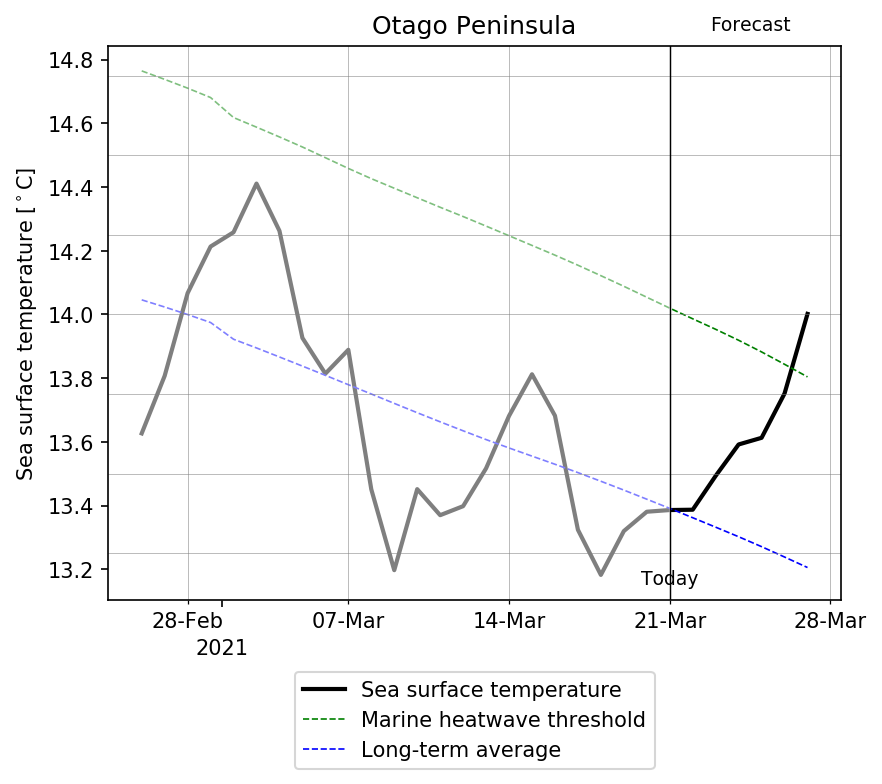 Otago Peninsula
Forecast
Sea surface temperature [°C]
14.8
14.6
14.4
14.2
14.0
13.8
13.6
13.4
13.2
Today
28-Feb
07-Mar
14-Mar
21-Mar
28-Mar
2021
Sea surface temperature
Marine heatwave threshold
Long-term average